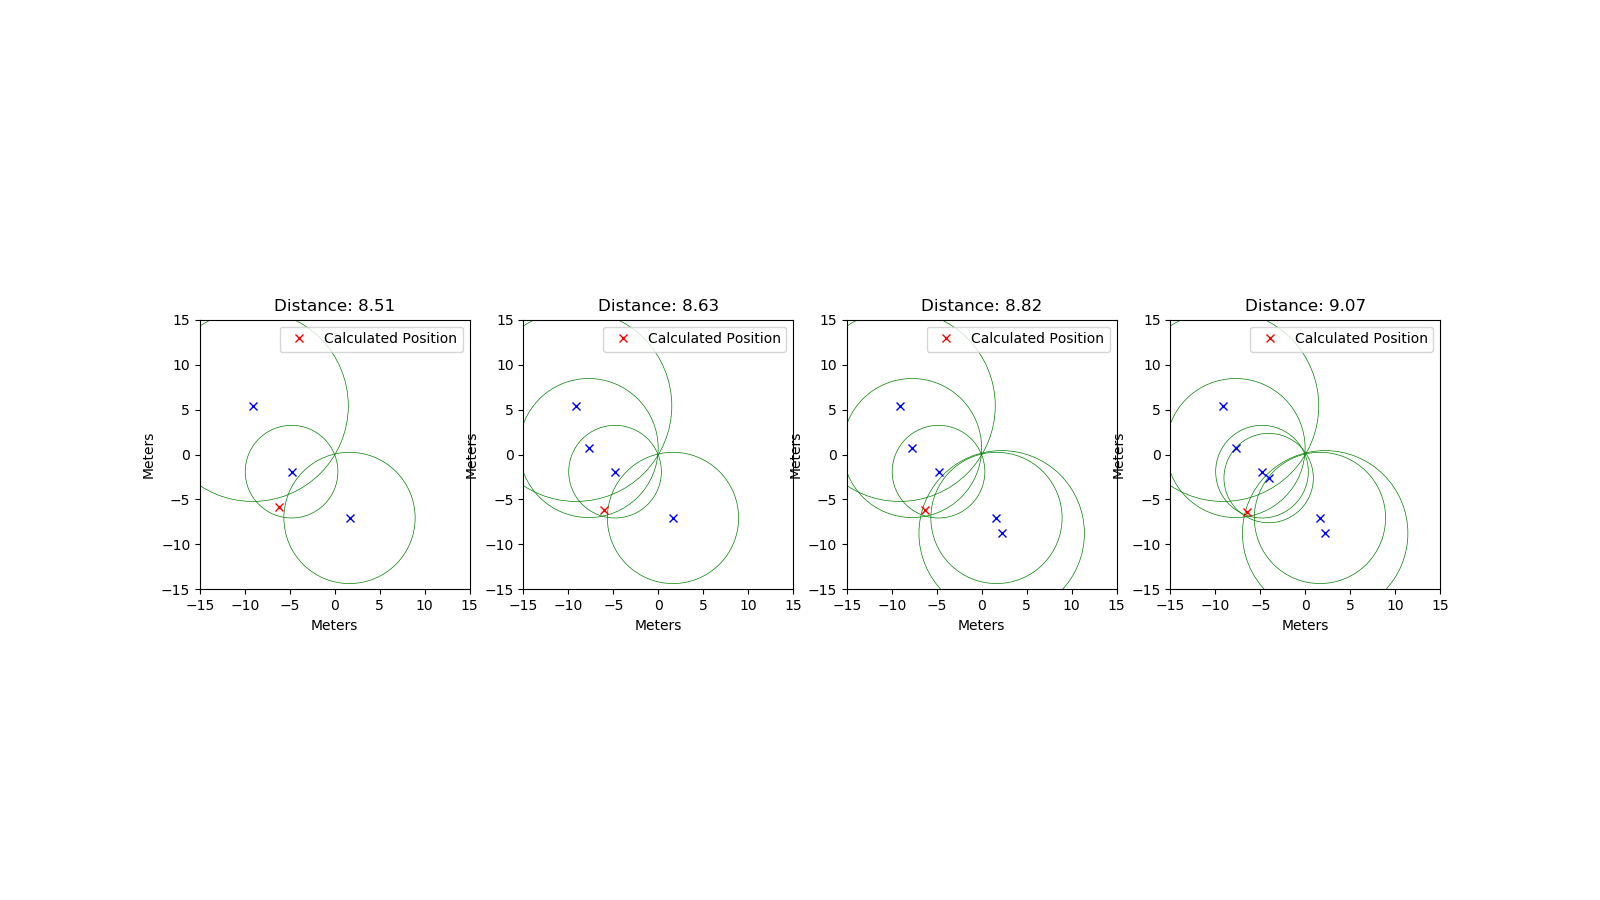 Distance: 8.51
Distance: 8.63
Distance: 8.82
Distance: 9.07
Calculated Position
Calculated Position
Calculated Position
Calculated Position
15 15 15 15
10 10 10 10
5 5 5 5
0 0 0 0
−5 −5 −5 −5
−10 −10 −10 −10
−15 −15 −15 −15
Meters
Meters
Meters
Meters
−15 −10 −5 0 5 10 15
−15 −10 −5 0 5 10 15
−15 −10 −5 0 5 10 15
−15 −10 −5 0 5 10 15
Meters
Meters
Meters
Meters